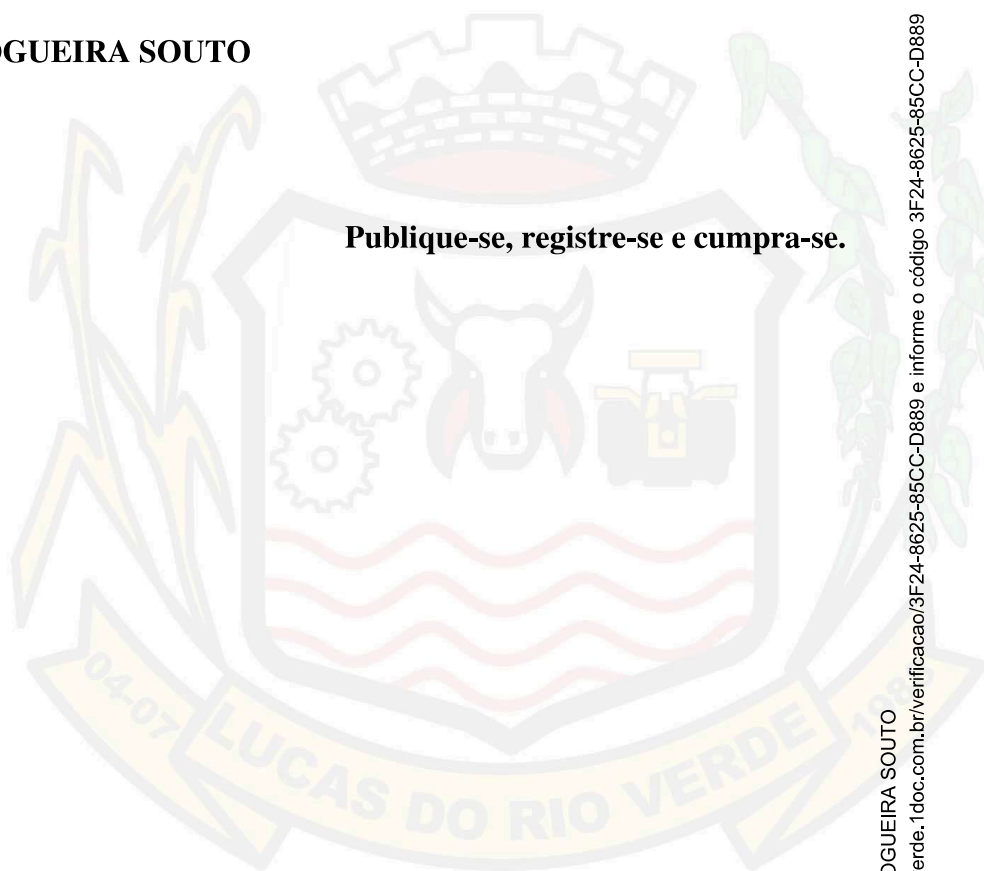 OGUEIRA SOUTO
Publique-se, registre-se e cumpra-se.
04-07
1988
LUCAS DO RIO VERDE
OGUEIRA SOUTO
erde.1doc.com.br/verificacao/3F24-8625-85CC-D889 e informe o código 3F24-8625-85CC-D889